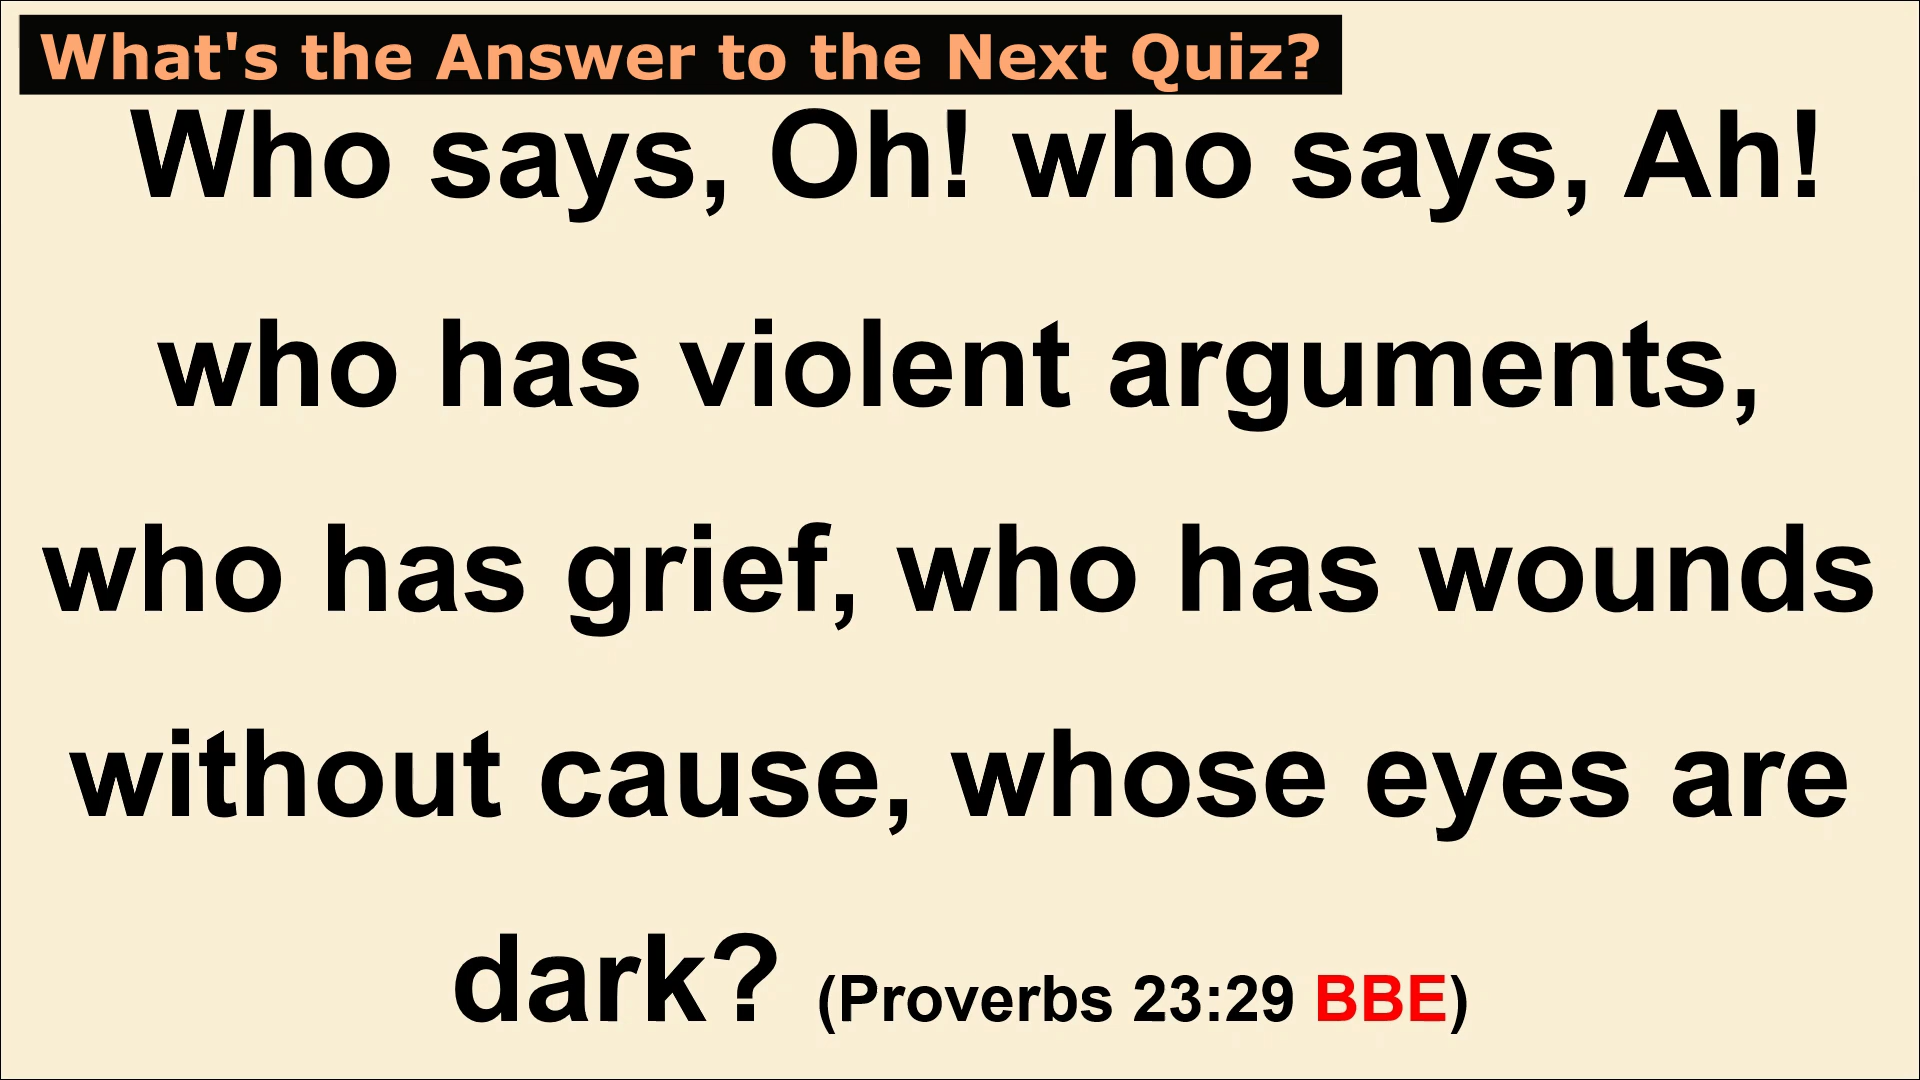 What's the Answer to the Next Quiz?
Who says, Oh! who says, Ah!
who has violent arguments,
who has grief, who has wounds
without cause, whose eyes are
dark? (Proverbs 23:29 BBE)